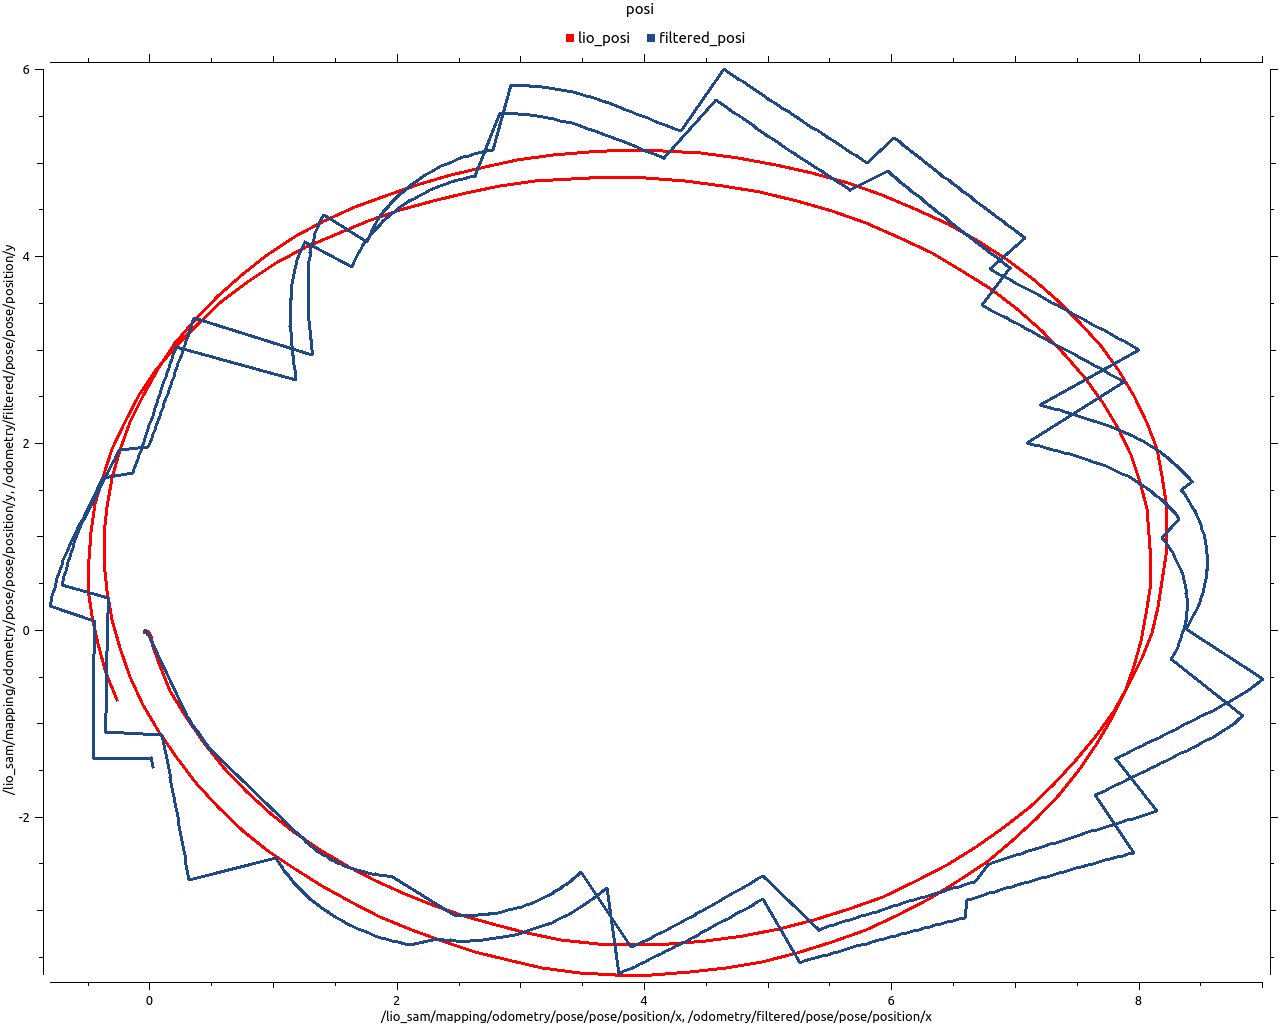 posi
lio_posi filtered_posi
6
4
2
0
-2
/lio_sam/mapping/odometry/pose/pose/position/y, /odometry/filtered/pose/pose/position/y
0 2 4 6 8
/lio_sam/mapping/odometry/pose/pose/position/x, /odometry/filtered/pose/pose/position/x